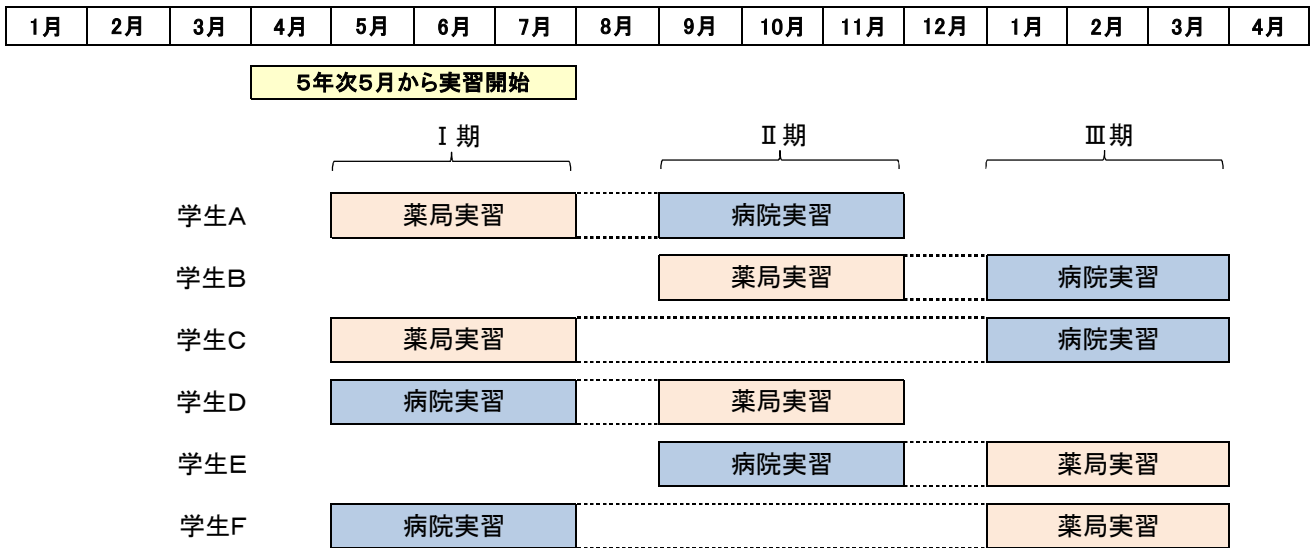 1月 2月 3月 4月 5月 6月 7月 8月 9月 10月 11月 12月 1月 2月 3月 4月
5年次5月から実習開始
Ⅰ期 Ⅱ期 Ⅲ期
学生A 薬局実習 病院実習
学生B 薬局実習 病院実習
学生C 薬局実習 病院実習
学生D 病院実習 薬局実習
学生E 病院実習 薬局実習
学生F 病院実習 薬局実習